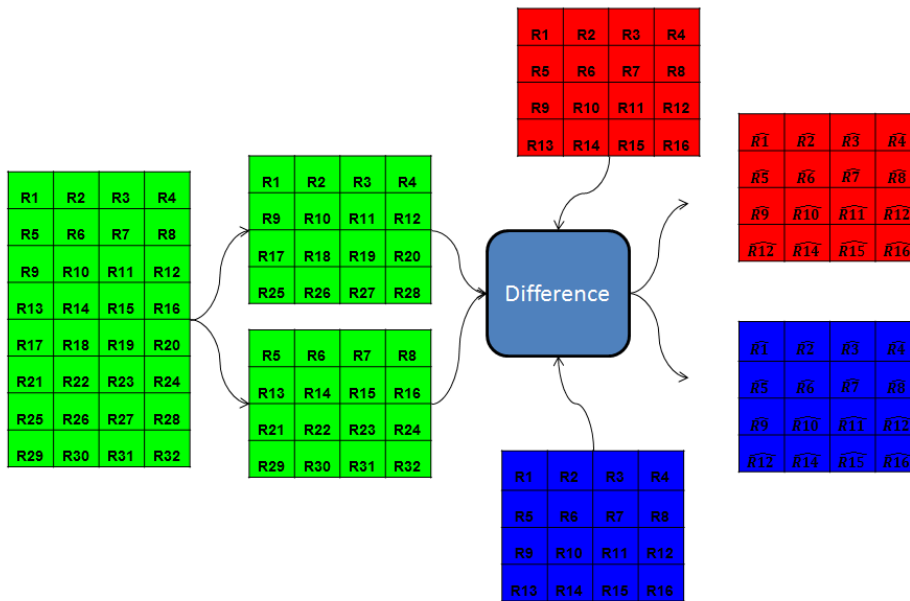 R1 R2 R3 R4
R5 R6 R7 R8
R9 R10 R11 R12
R13 R14 R15 R16
R17 R18 R19 R20
R21 R22 R23 R24
R25 R26 R27 R28
R29 R30 R31 R32
R1 R2 R3 R4
R9 R10 R11 R12
R17 R18 R19 R20
R25 R26 R27 R28
R5 R6 R7 R8
R13 R14 R15 R16
R21 R22 R23 R24
R29 R30 R31 R32
R1 R2 R3 R4
R5 R6 R7 R8
R9 R10 R11 R12
R13 R14 R15 R16
Difference
R1 R2 R3 R4
R5 R6 R7 R8
R9 R10 R11 R12
R13 R14 R15 R16
R̂1 R̂2 R̂3 R̂4
R̂5 R̂6 R̂7 R̂8
R̂9 R̂10 R̂11 R̂12
R̂12 R̂14 R̂15 R̂16
R̂1 R̂2 R̂3 R̂4
R̂5 R̂6 R̂7 R̂8
R̂9 R̂10 R̂11 R̂12
R̂12 R̂14 R̂15 R̂16